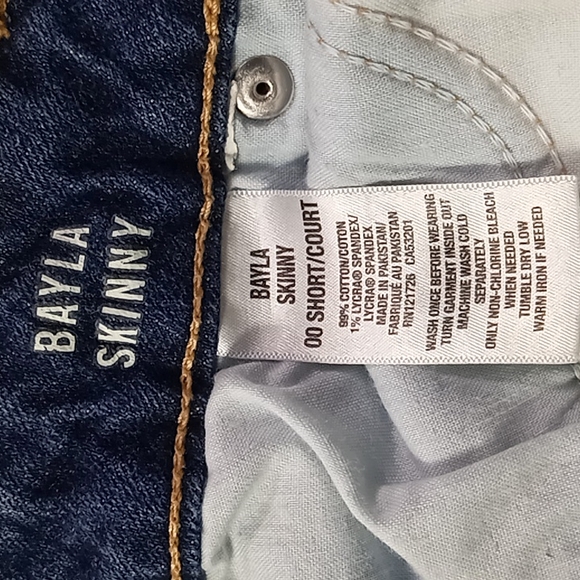 BAYLA
SKINNY
BAYLA
SKINNY
00 SHORT/COURT
99% COTTON/COTON
1% LYCRA® SPANDEX/
LYCRA® SPANDEX
MADE IN PAKISTAN/
FABRIQUÉ AU PAKISTAN
RN121726 CA53201
WASH ONCE BEFORE WEARING
TURN GARMENT INSIDE OUT
MACHINE WASH COLD
SEPARATELY
ONLY NON-CHLORINE BLEACH
WHEN NEEDED
TUMBLE DRY LOW
WARM IRON IF NEEDED